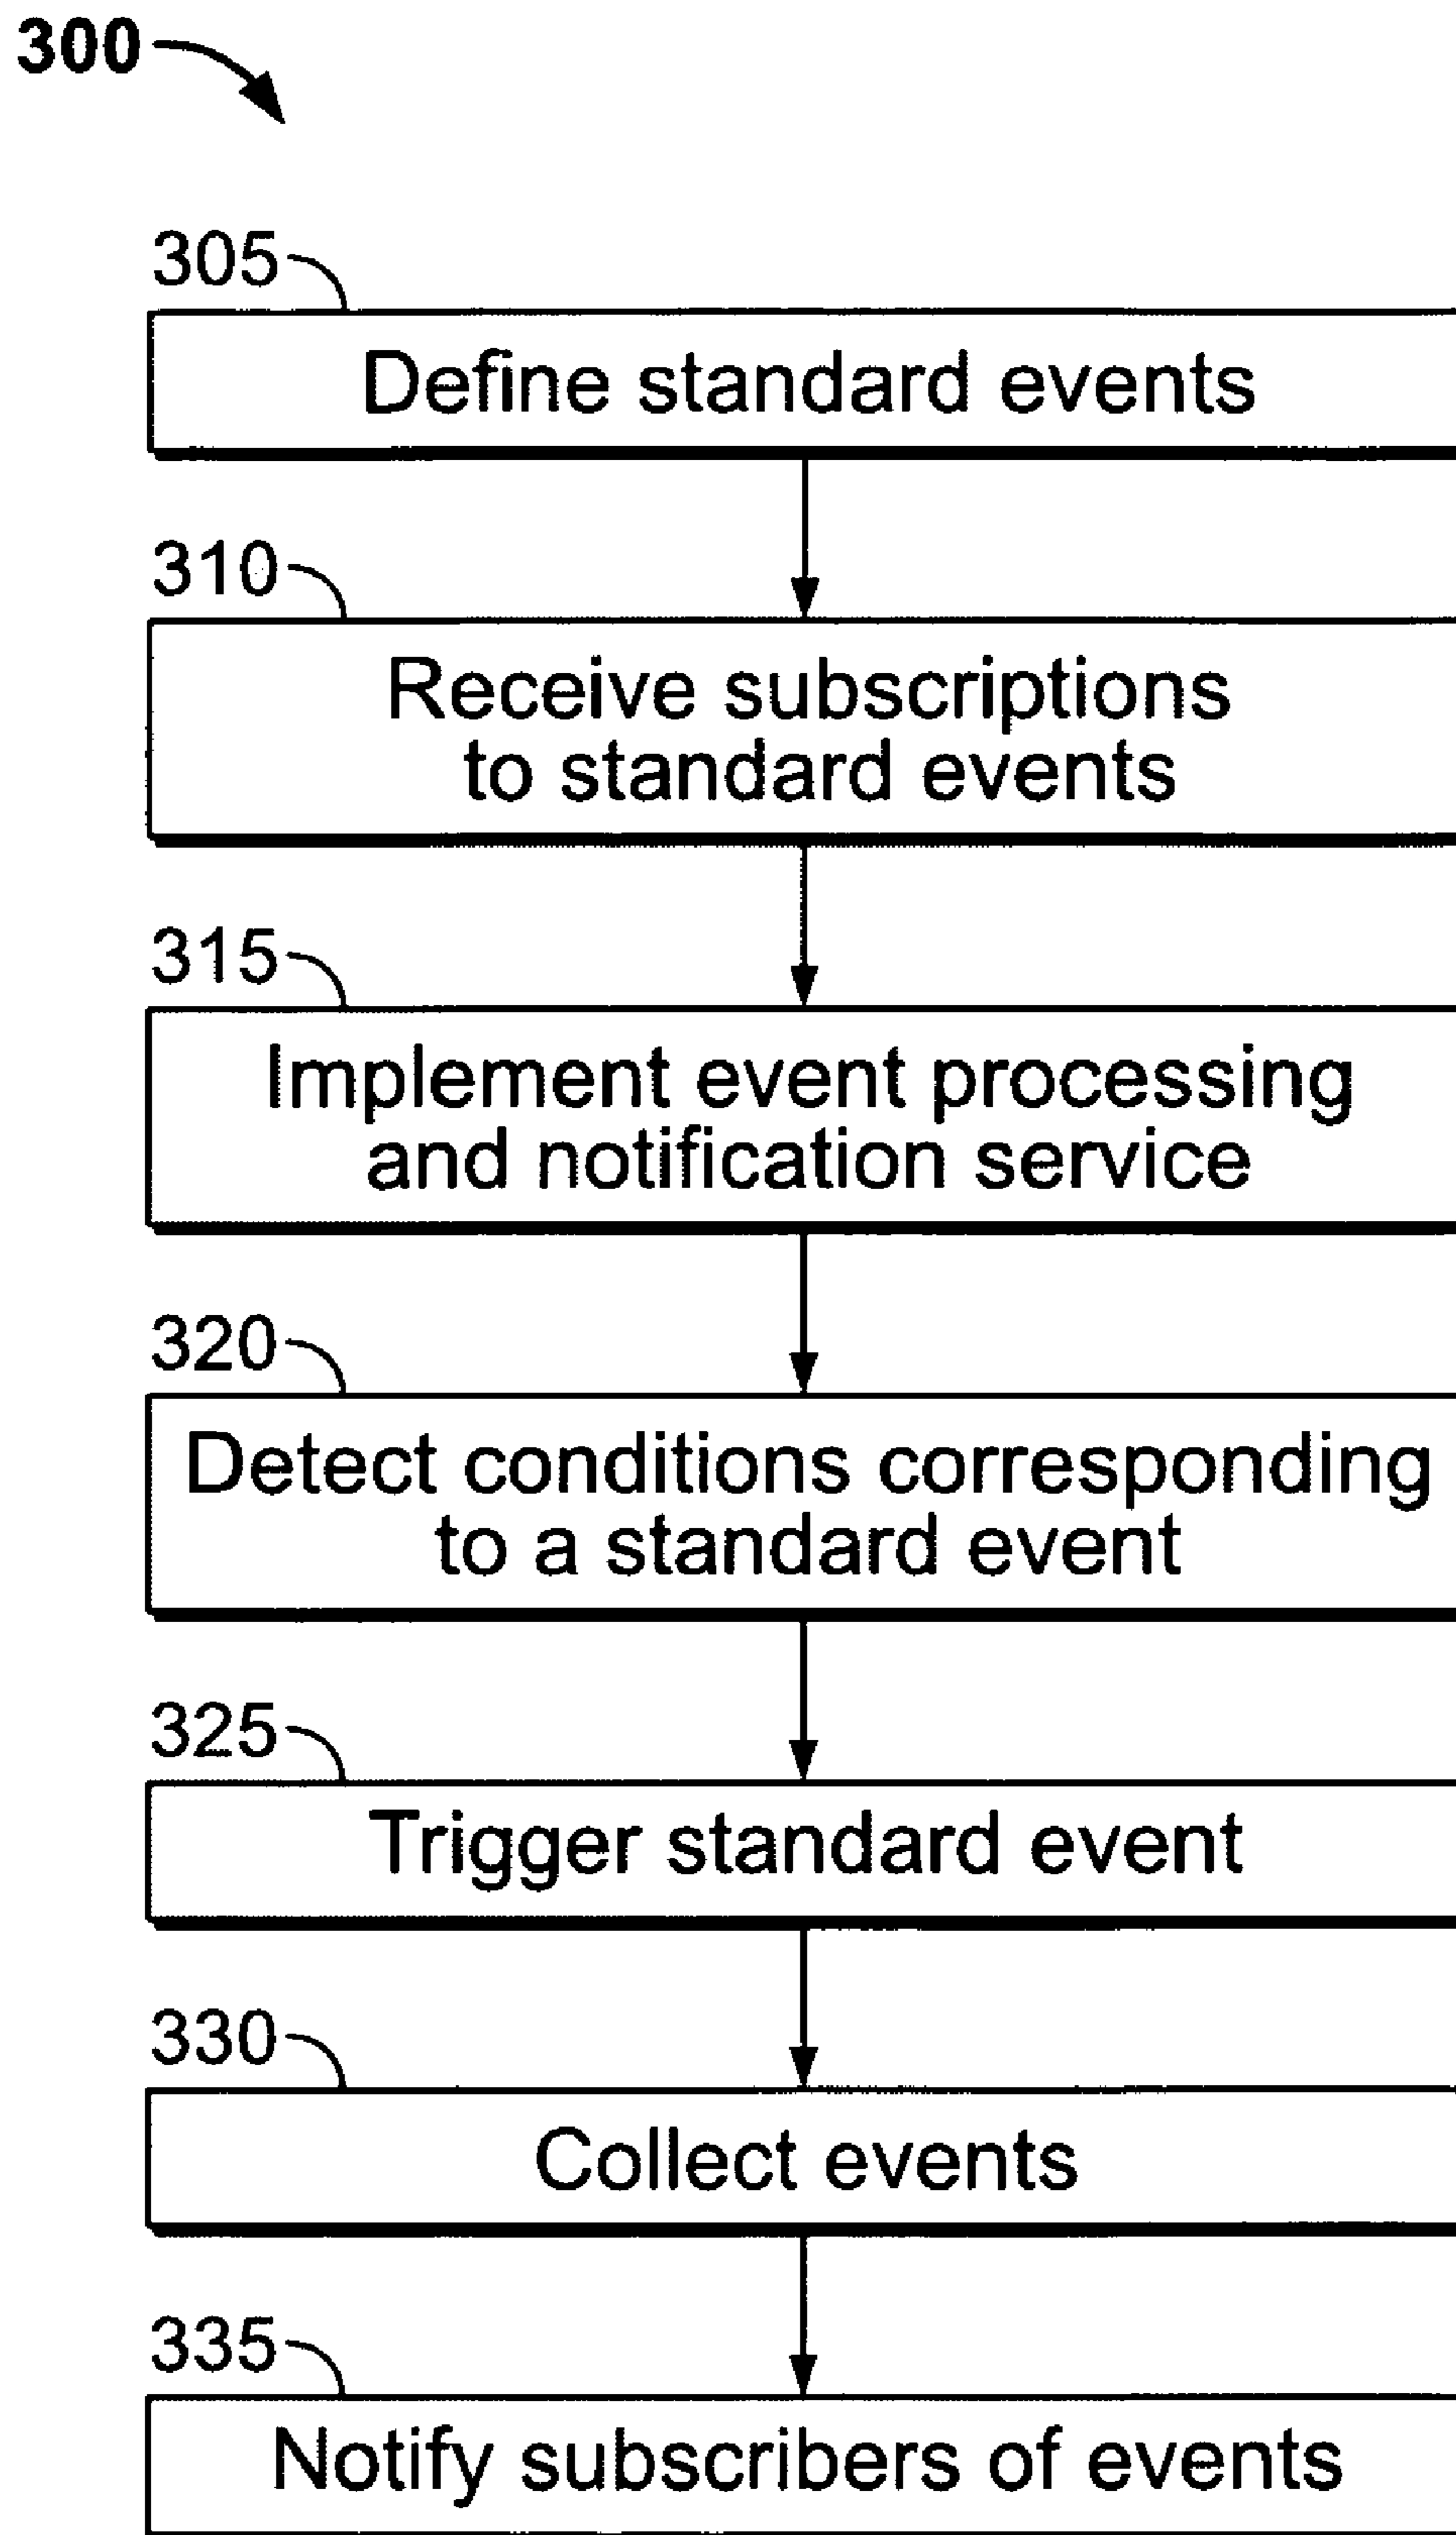 300
305
Define standard events
310
Receive subscriptions
to standard events
315
Implement event processing
and notification service
320
Detect conditions corresponding
to a standard event
325
Trigger standard event
330
Collect events
335
Notify subscribers of events